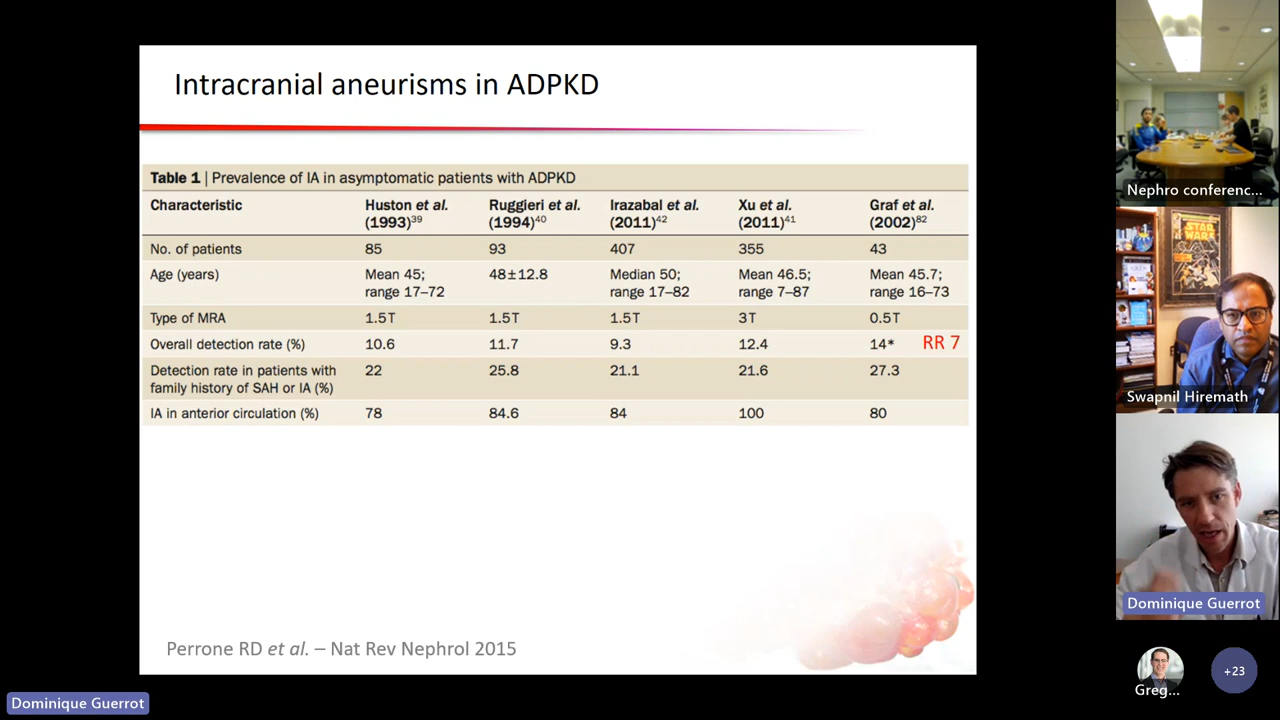 Intracranial aneurisms in ADPKD
Table 1 | Prevalence of IA in asymptomatic patients with ADPKD
Characteristic Huston et al. (1993)39 Ruggieri et al. (1994)40 Irazabal et al. (2011)42 Xu et al. (2011)41 Graf et al. (2002)82
No. of patients 85 93 407 355 43
Age (years) Mean 45; range 17–72 48±12.8 Median 50; range 17–82 Mean 46.5; range 7–87 Mean 45.7; range 16–73
Type of MRA 1.5T 1.5T 1.5T 3T 0.5T
Overall detection rate (%) 10.6 11.7 9.3 12.4 14* RR 7
Detection rate in patients with family history of SAH or IA (%) 22 25.8 21.1 21.6 27.3
IA in anterior circulation (%) 78 84.6 84 100 80
Perrone RD et al. – Nat Rev Nephrol 2015
Dominique Guerrot
Nephro conferenc...
STAR WARS
Swapnil Hiremath
Dominique Guerrot
Greg...
+23